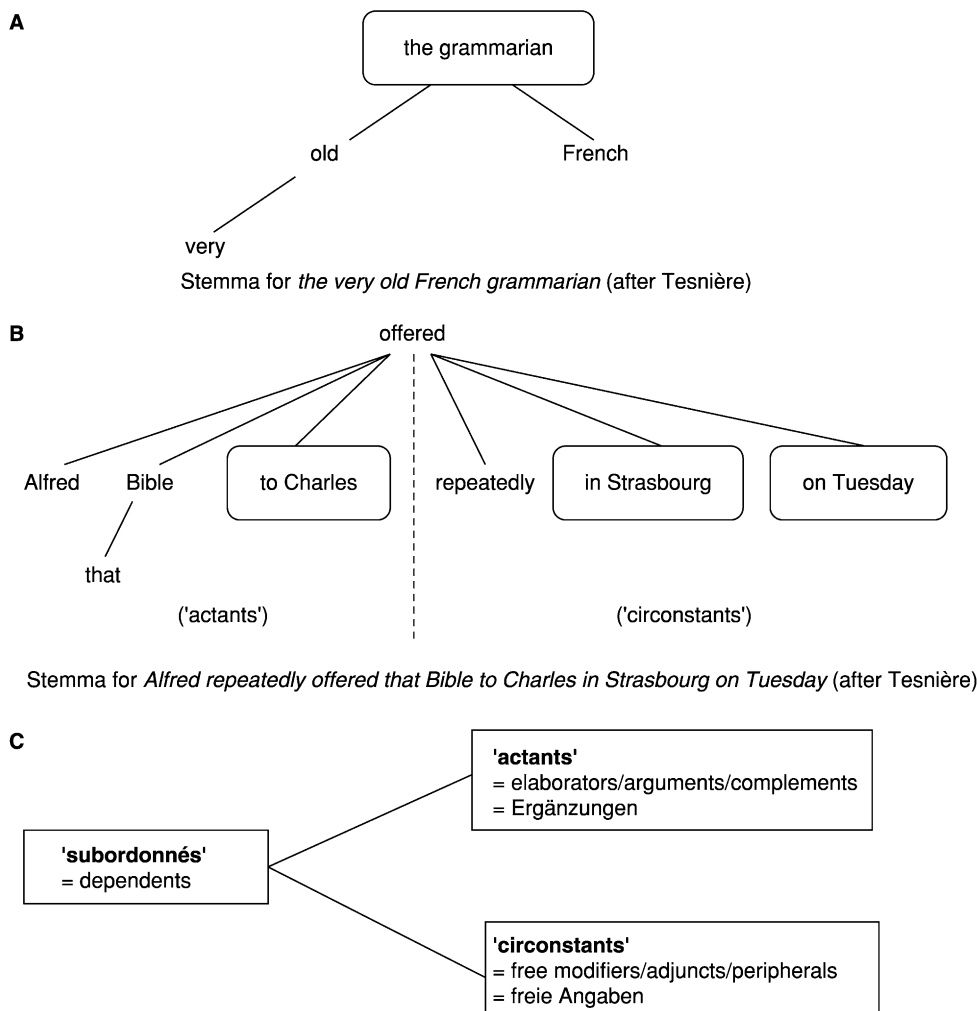 A
the grammarian
old
French
very
Stemma for the very old French grammarian (after Tesnière)
B
offered
Alfred
Bible
to Charles
repeatedly
in Strasbourg
on Tuesday
that
('actants')
('circonstants')
Stemma for Alfred repeatedly offered that Bible to Charles in Strasbourg on Tuesday (after Tesnière)
C
'actants'
= elaborators/arguments/complements
= Ergänzungen
'subordonnés'
= dependents
'circonstants'
= free modifiers/adjuncts/peripherals
= freie Angaben